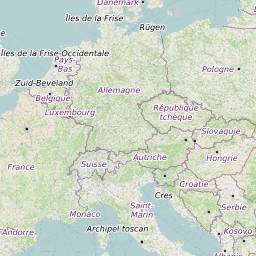 Danemark
Îles de la Frise
Rügen
Îles de la Frise-Occidentale
Pays-
Bas
Pologne
Zuid-Beveland
Belgique
Allemagne
Luxembourg
République
tchèque
Slovaquie
France
Suisse
Autriche
Hongrie
Cres
Croatie
Monaco
Saint-
Marin
Serbie
Andorre
Archipel toscan
Kosovo